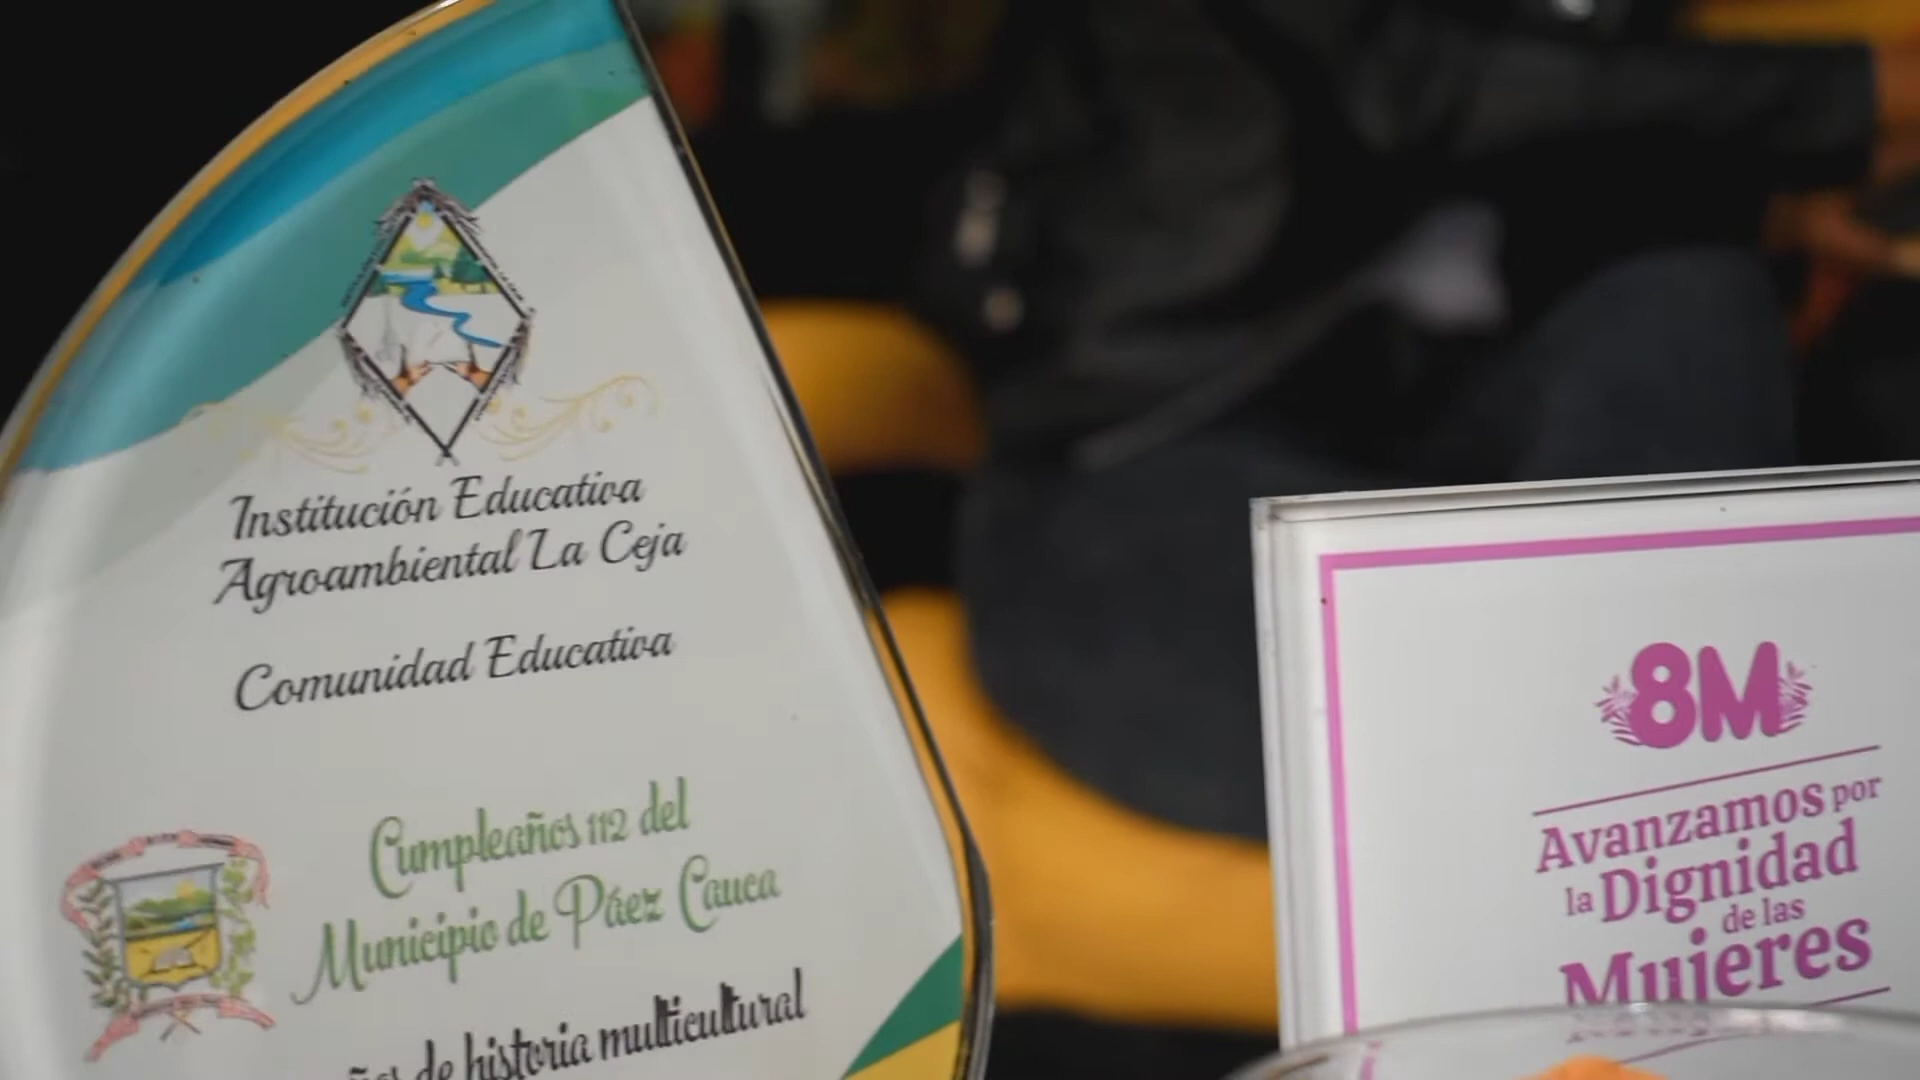 Institución Educativa
Agroambiental La Ceja
Comunidad Educativa
Cumpleaños 112 del
Municipio de Páez Cauca
de historia multicultural
8M
Avanzamos por
la Dignidad
de las
Mujeres